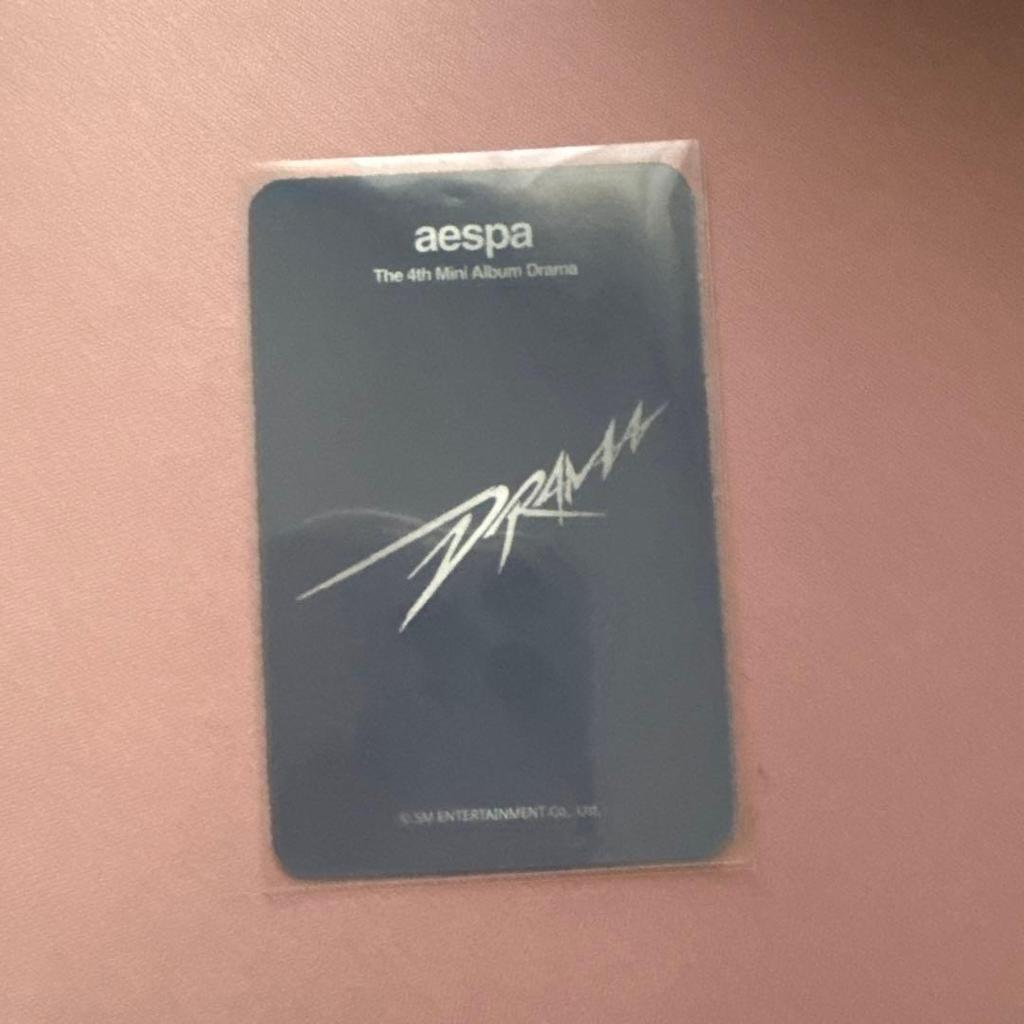 aespa
The 4th Mini Album Drama
DRAMA
© SM ENTERTAINMENT Co., Ltd.